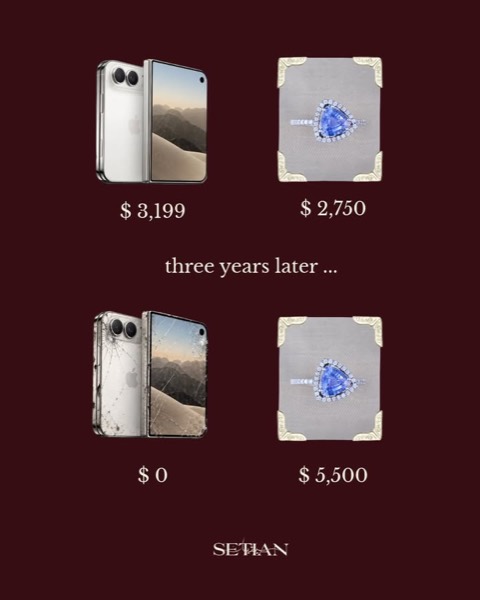 $ 3,199
$ 2,750
three years later ...
$ 0
$ 5,500
SETIAN